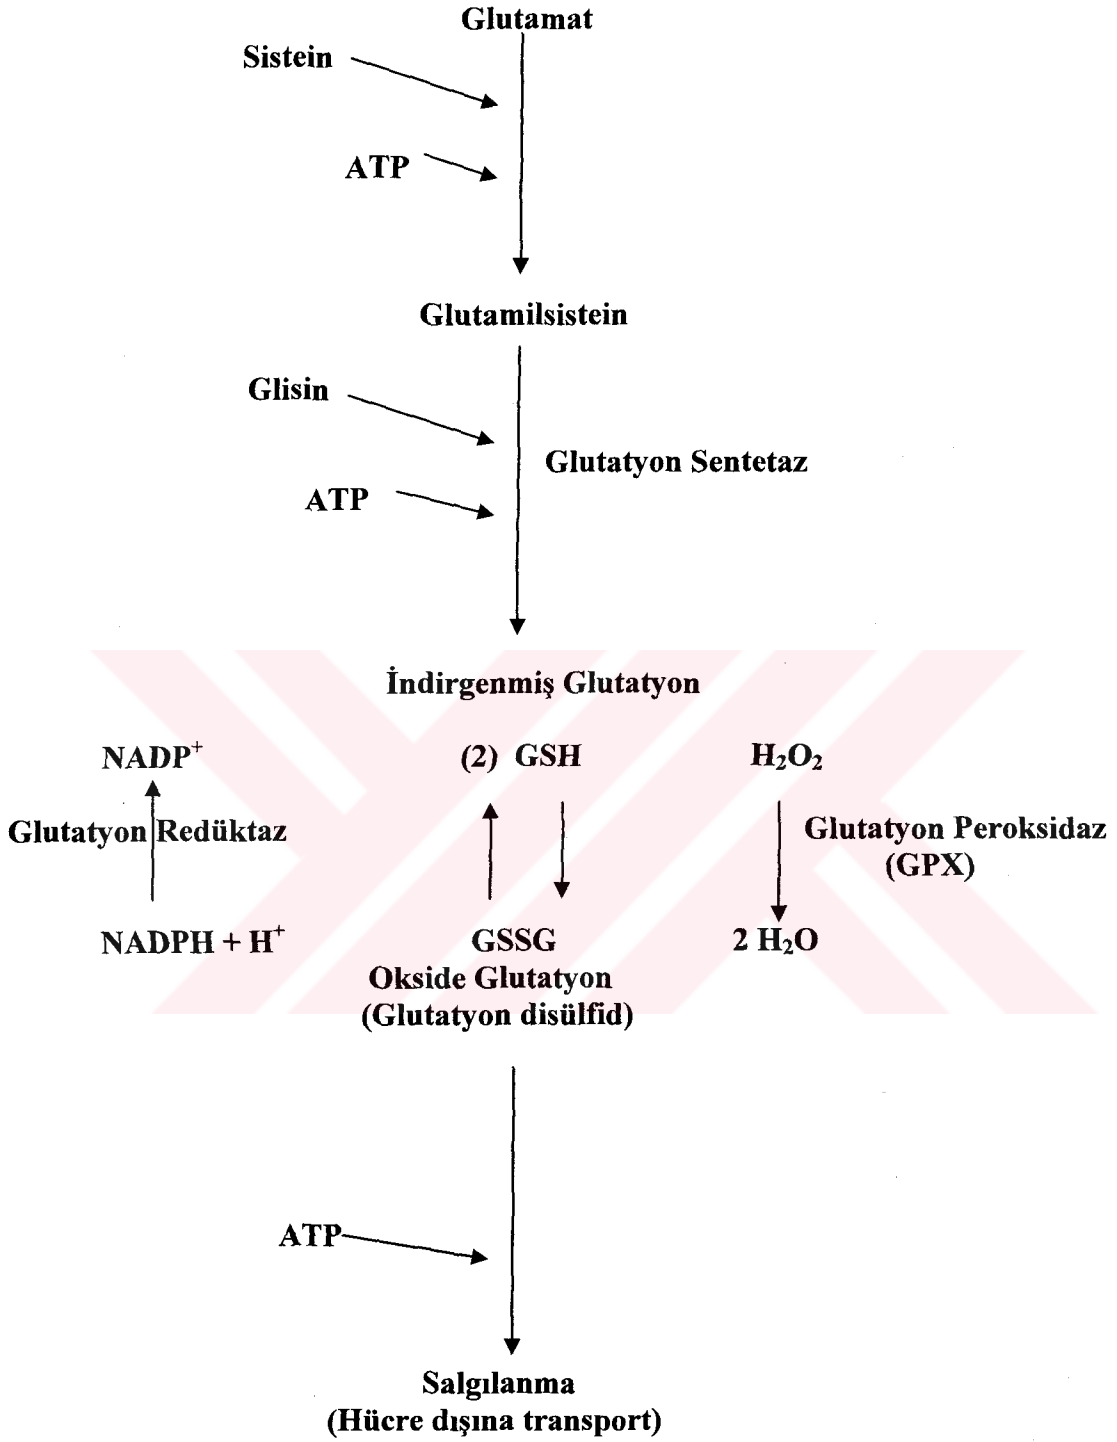 Glutamat
Sistein
ATP
Glutamilsistein
Glisin
Glutatyon Sentetaz
ATP
İndirgenmiş Glutatyon
NADP⁺ (2) GSH H₂O₂
Glutatyon Redüktaz Glutatyon Peroksidaz
(GPX)
NADPH + H⁺ GSSG 2 H₂O
Okside Glutatyon
(Glutatyon disülfid)
ATP
Salgılanma
(Hücre dışına transport)